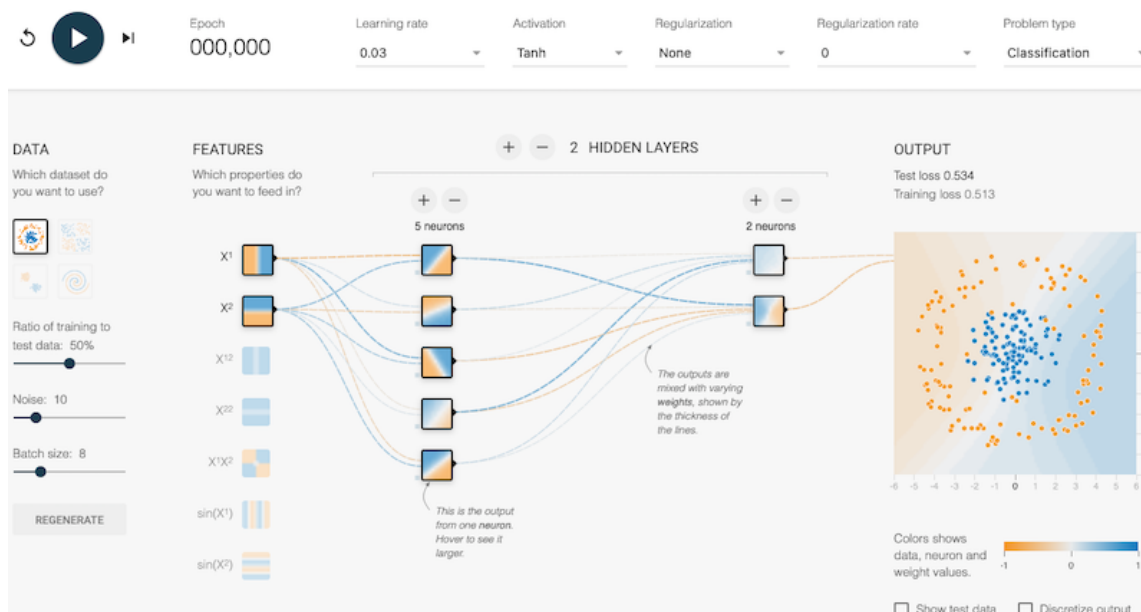 Epoch
000,000
Learning rate
0.03
Activation
Tanh
Regularization
None
Regularization rate
0
Problem type
Classification
DATA
Which dataset do
you want to use?
Ratio of training to
test data: 50%
Noise: 10
Batch size: 8
REGENERATE
FEATURES
Which properties do
you want to feed in?
X1
X2
X12
X22
X1X2
sin(X1)
sin(X2)
+ − 2 HIDDEN LAYERS
+ −
5 neurons
+ −
2 neurons
This is the output
from one neuron.
Hover to see it
larger.
The outputs are
mixed with varying
weights, shown by
the thickness of
the lines.
OUTPUT
Test loss 0.534
Training loss 0.513
-6 -5 -4 -3 -2 -1 0 1 2 3 4 5 6
Colors shows
data, neuron and
weight values.
-1 0 1
Show test data
Discretize output